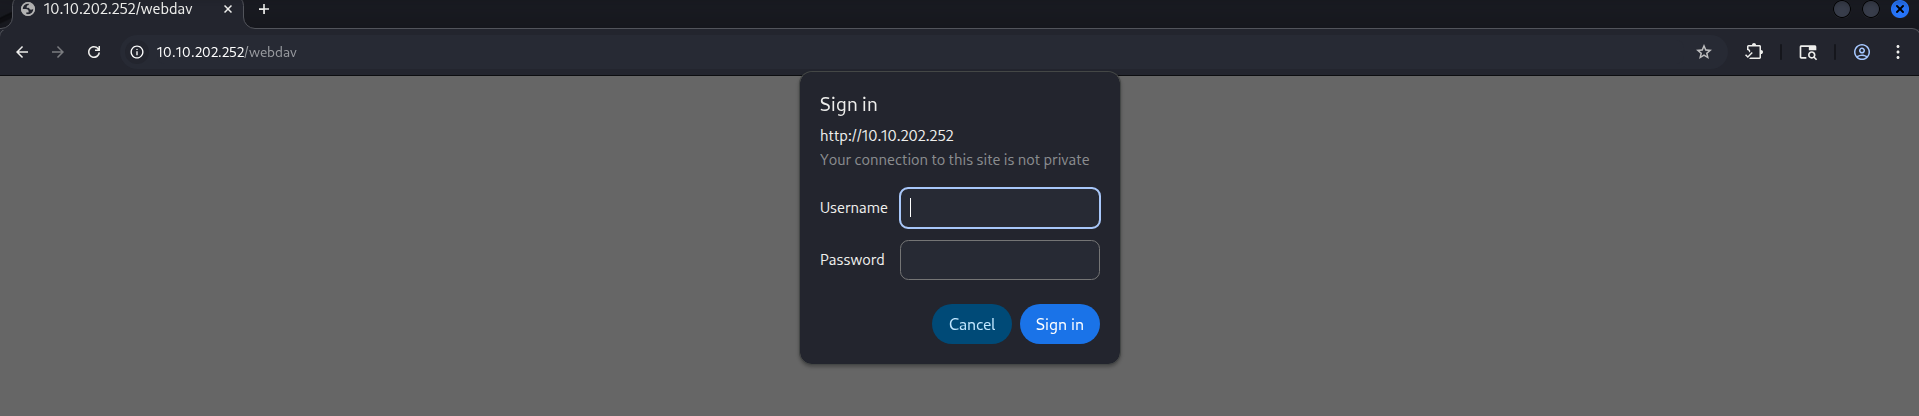 10.10.202.252/webdav
10.10.202.252/webdav
Sign in
http://10.10.202.252
Your connection to this site is not private
Username
Password
Cancel Sign in